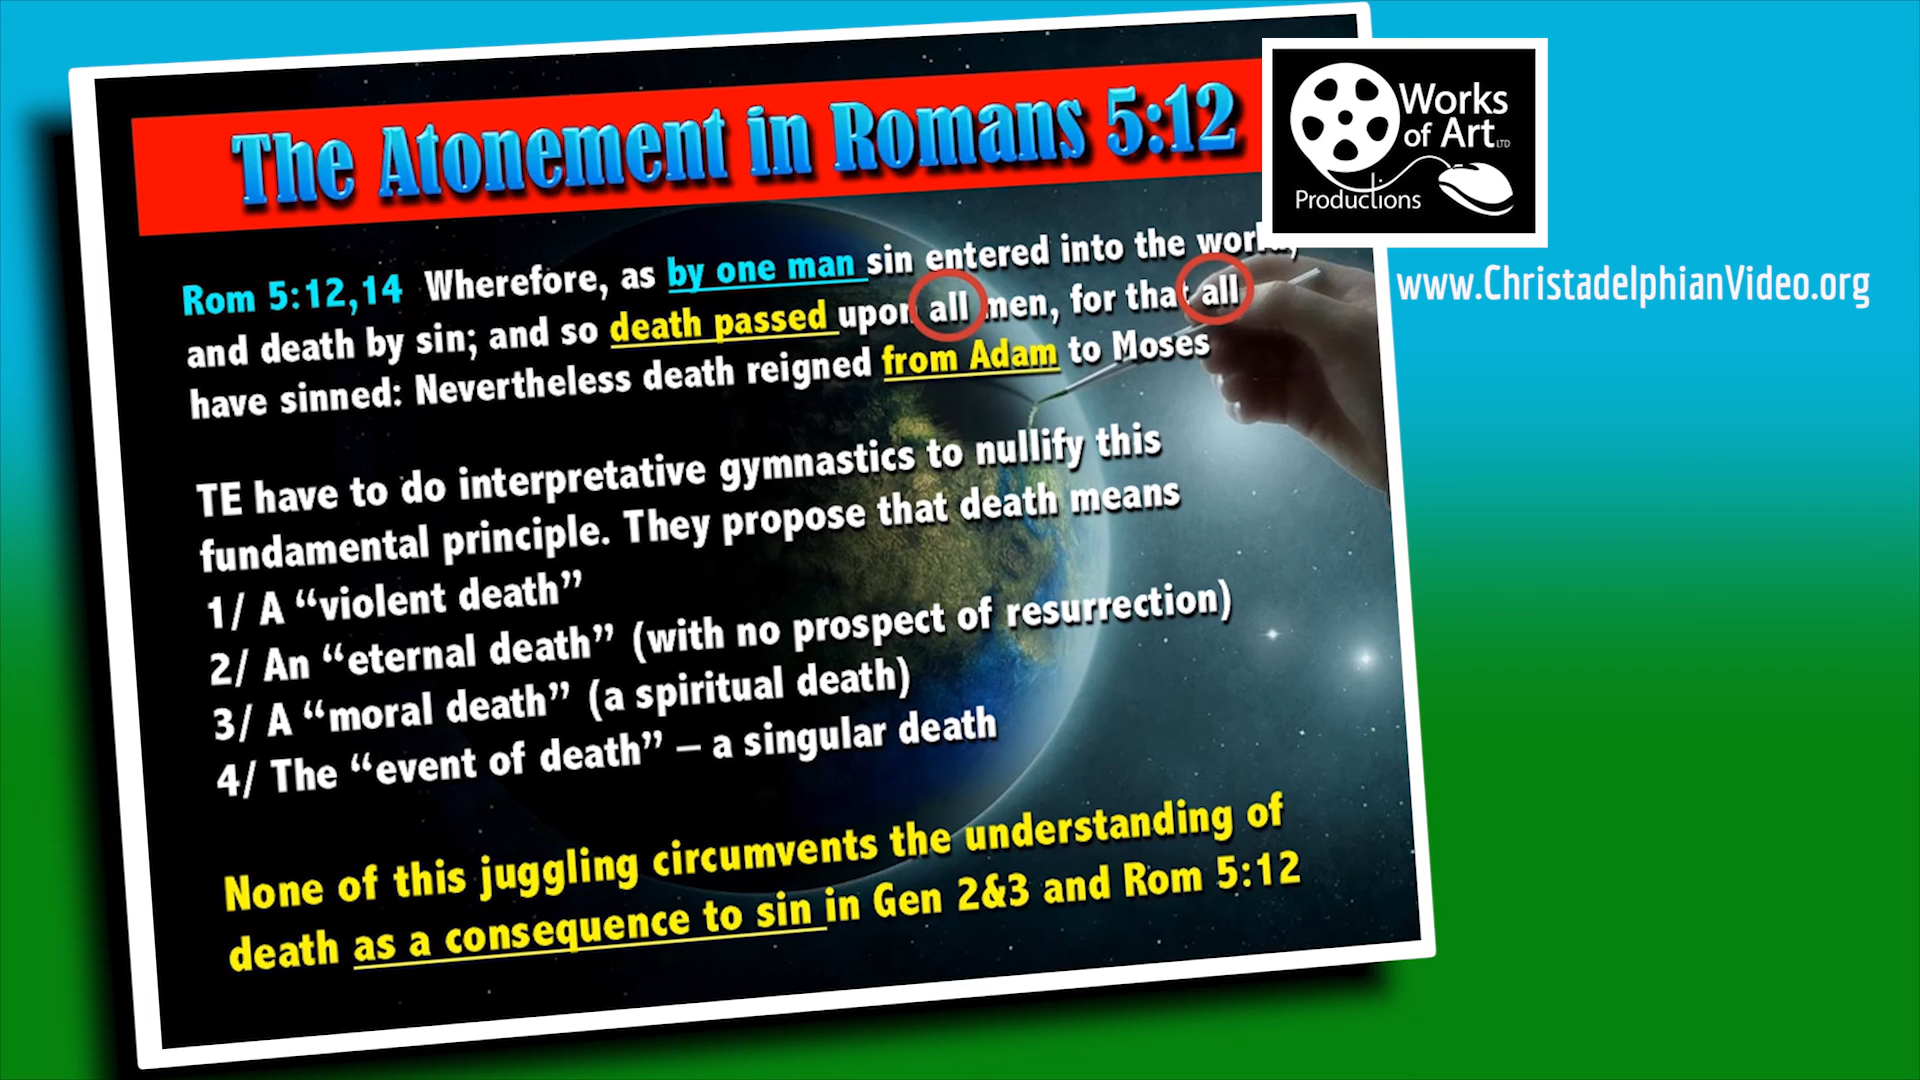 The Atonement in Romans 5:12
Works
of Art LTD
Productions
www.ChristadelphianVideo.org
Rom 5:12,14 Wherefore, as by one man sin entered into the world,
and death by sin; and so death passed upon all men, for that all
have sinned: Nevertheless death reigned from Adam to Moses
TE have to do interpretative gymnastics to nullify this
fundamental principle. They propose that death means
1/ A “violent death”
2/ An “eternal death” (with no prospect of resurrection)
3/ A “moral death” (a spiritual death)
4/ The “event of death” – a singular death
None of this juggling circumvents the understanding of
death as a consequence to sin in Gen 2&3 and Rom 5:12